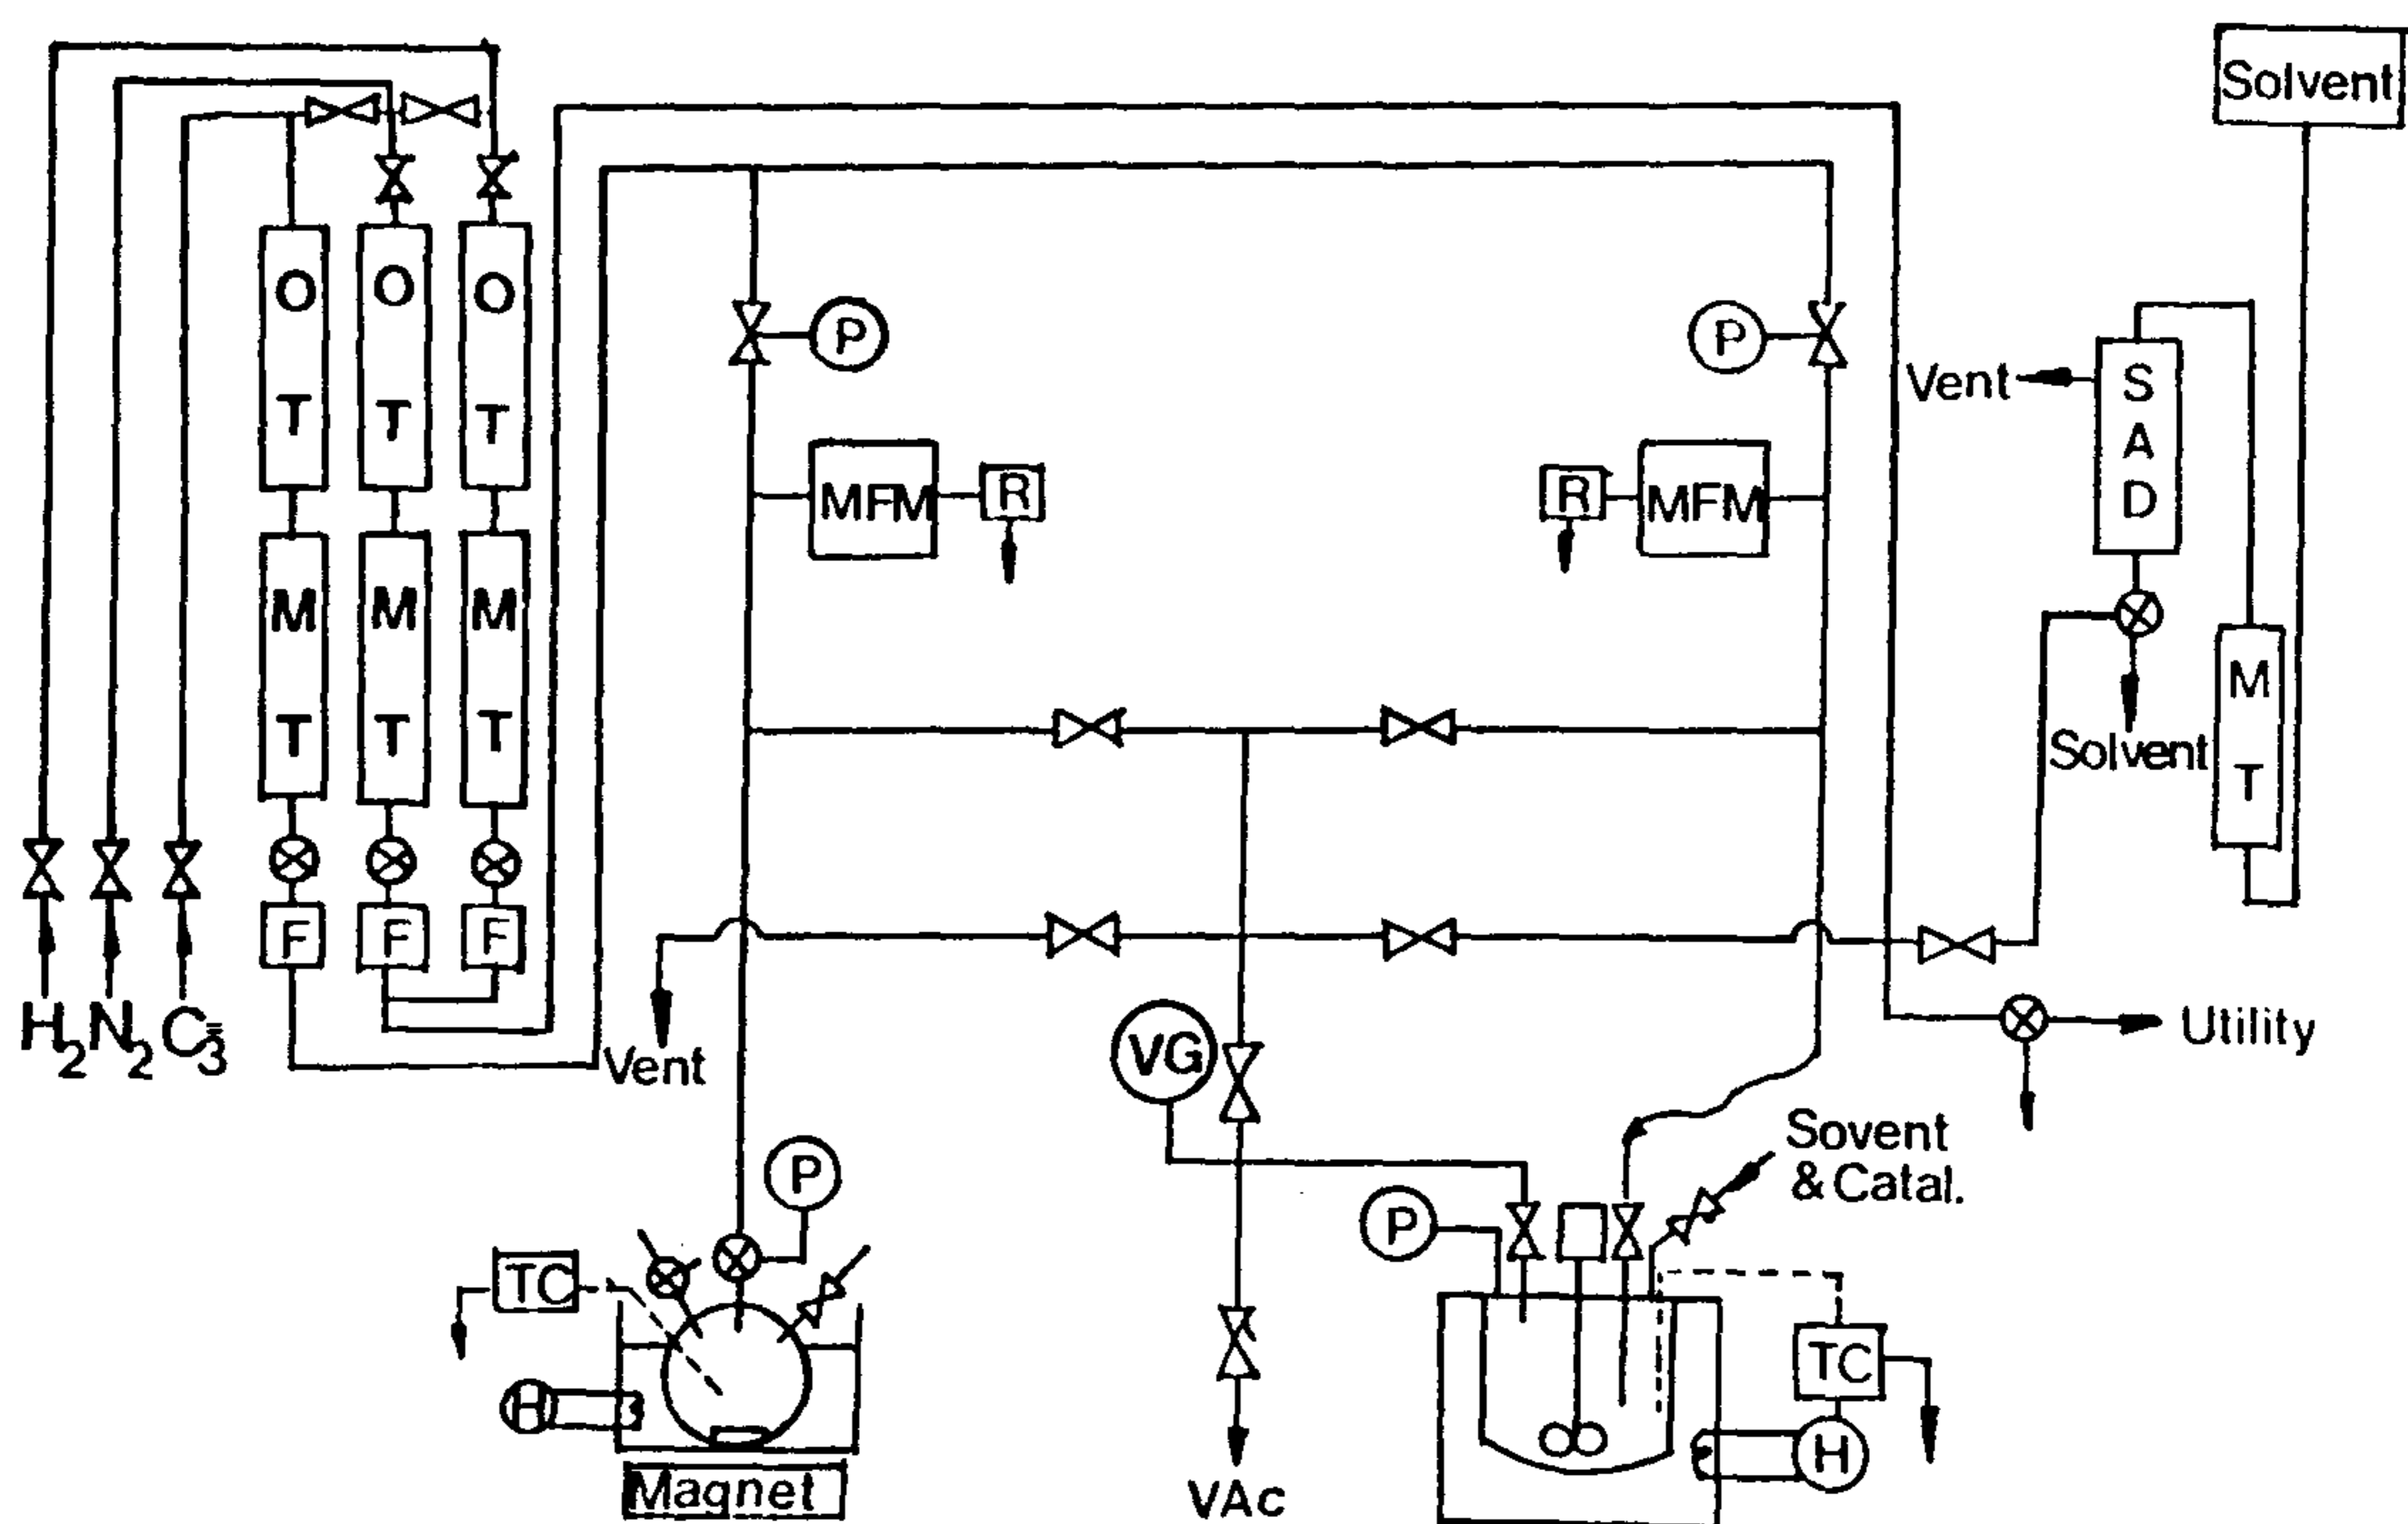 Solvent
O O O
T T T
P
P
Vent
S
A
D
MFM
R
R
MFM
M M M
T T T
M
T
Solvent
F F F
H₂ N₂ C₃⁼
Vent
VG
Utility
Sovent
& Catal.
P
P
TC
TC
H
H
Magnet
VAc